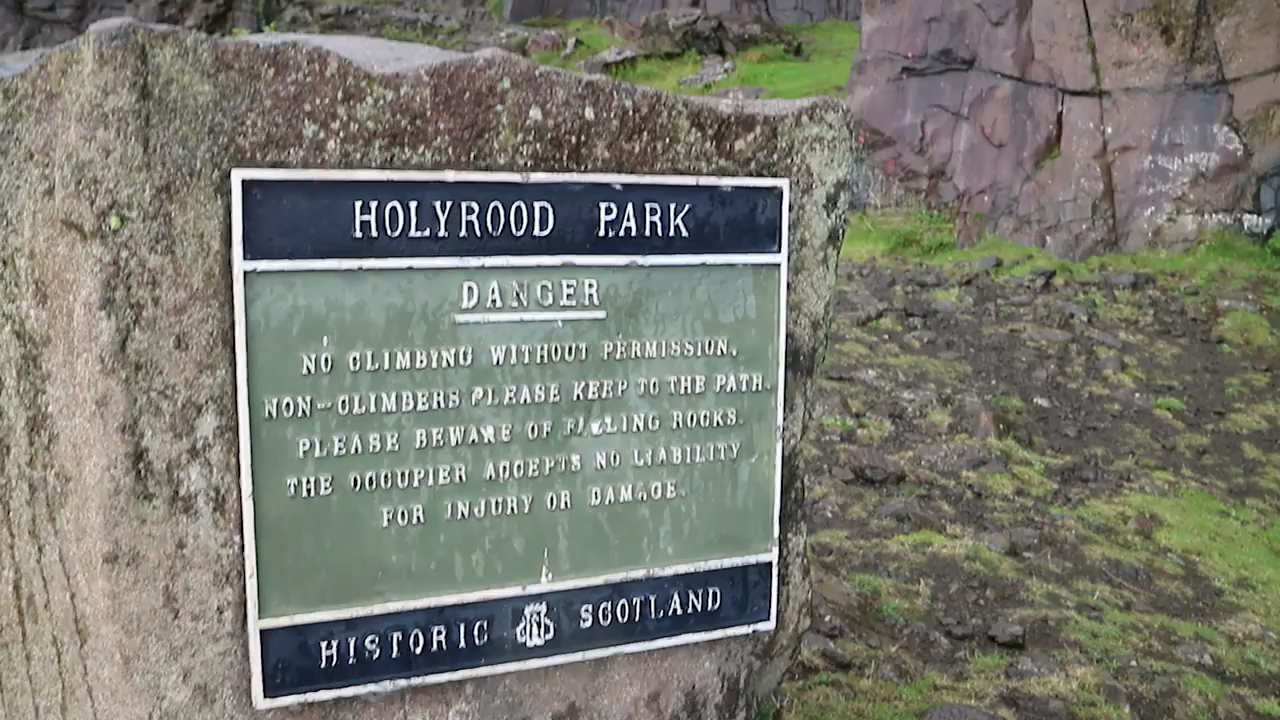 HOLYROOD PARK
DANGER
NO CLIMBING WITHOUT PERMISSION.
NON-CLIMBERS PLEASE KEEP TO THE PATH.
PLEASE BEWARE OF FALLING ROCKS.
THE OCCUPIER ACCEPTS NO LIABILITY
FOR INJURY OR DAMAGE.
HISTORIC SCOTLAND